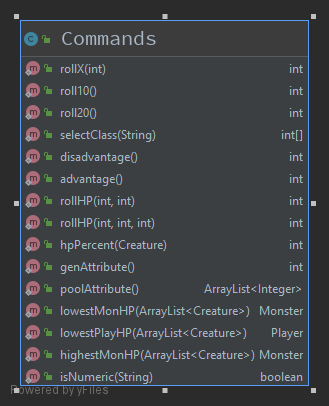 Commands
rollX(int) int
roll10() int
roll20() int
selectClass(String) int[]
disadvantage() int
advantage() int
rollHP(int, int) int
rollHP(int, int, int) int
hpPercent(Creature) int
genAttribute() int
poolAttribute() ArrayList<Integer>
lowestMonHP(ArrayList<Creature>) Monster
lowestPlayHP(ArrayList<Creature>) Player
highestMonHP(ArrayList<Creature>) Monster
isNumeric(String) boolean
Powered by yFiles